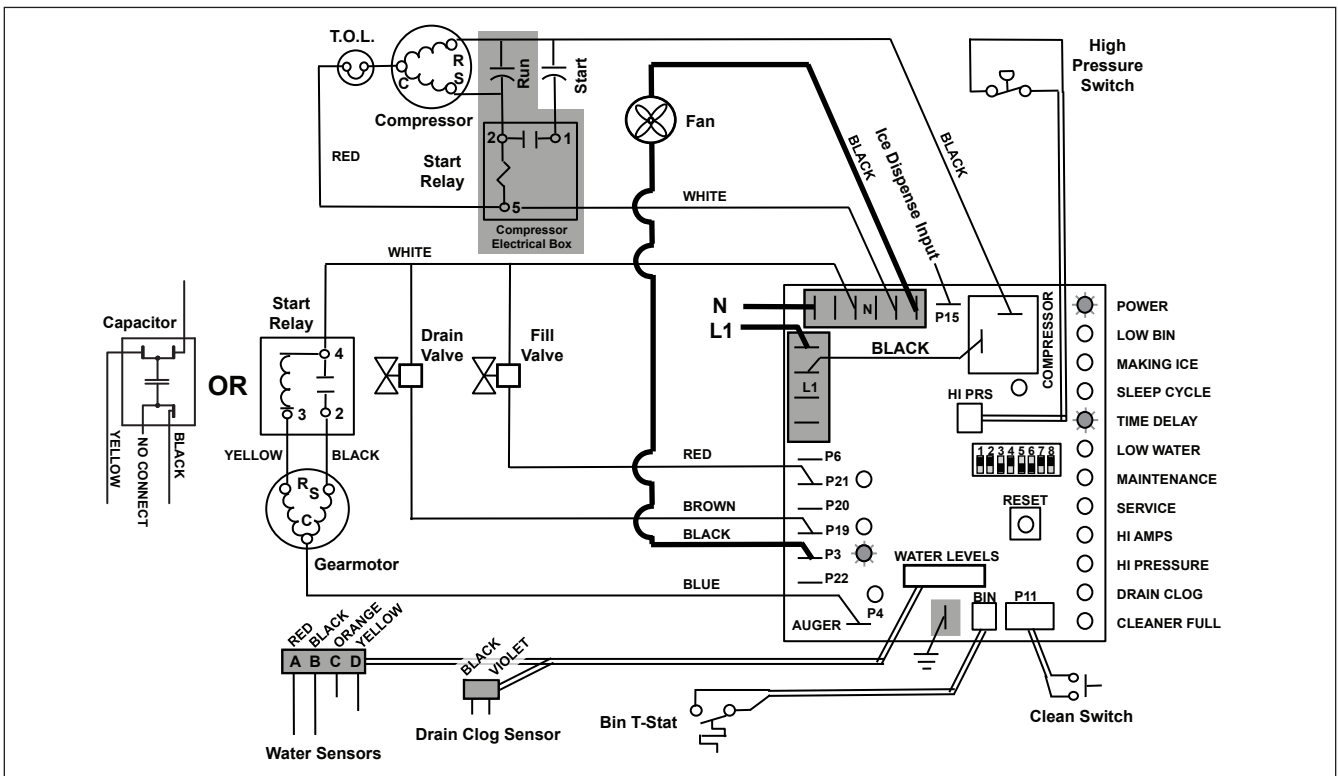 T.O.L.
R
S
C
Compressor
Run
Start
RED
Start
Relay
2
1
5
Compressor
Electrical Box
Fan
BLACK
Ice Dispense Input
BLACK
High
Pressure
Switch
WHITE
WHITE
Capacitor
YELLOW
NO CONNECT
BLACK
OR
Start
Relay
4
3
2
YELLOW
BLACK
R
S
C
Gearmotor
Drain
Valve
Fill
Valve
N
L1
N
P15
BLACK
L1
COMPRESSOR
HI PRS
1 2 3 4 5 6 7 8
RESET
RED
BROWN
BLACK
BLUE
P6
P21
P20
P19
P3
P22
P4
AUGER
WATER LEVELS
BIN
P11
POWER
LOW BIN
MAKING ICE
SLEEP CYCLE
TIME DELAY
LOW WATER
MAINTENANCE
SERVICE
HI AMPS
HI PRESSURE
DRAIN CLOG
CLEANER FULL
RED
BLACK
ORANGE
YELLOW
A B C D
Water Sensors
BLACK
VIOLET
Drain Clog Sensor
Bin T-Stat
Clean Switch